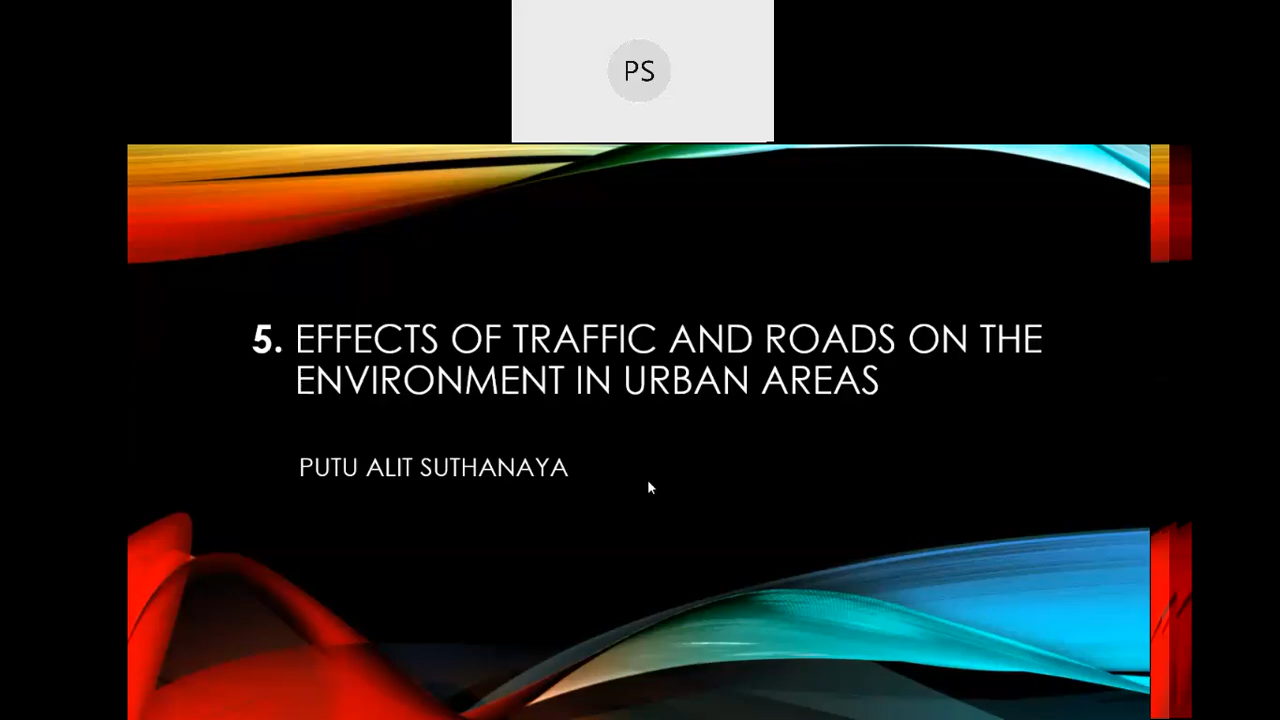 PS
5. EFFECTS OF TRAFFIC AND ROADS ON THE
ENVIRONMENT IN URBAN AREAS
PUTU ALIT SUTHANAYA